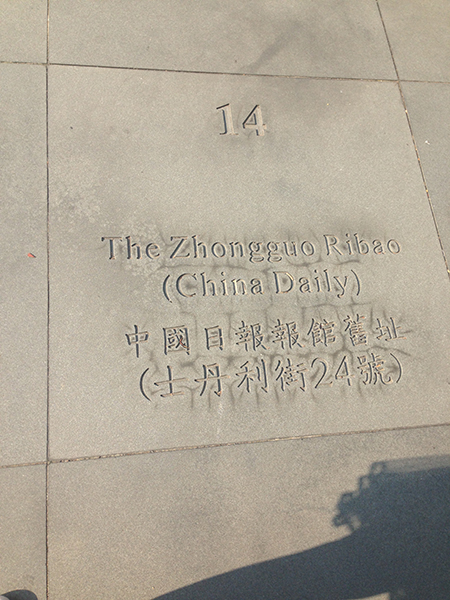 14
The Zhongguo Ribao
(China Daily)
中國日報報館舊址
(士丹利街24號)